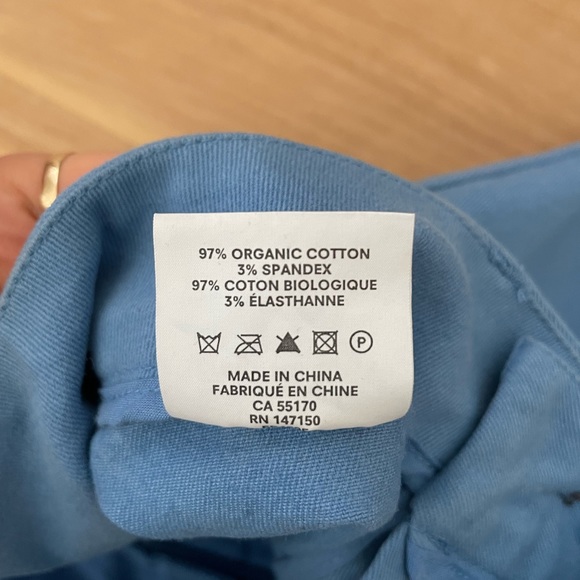 97% ORGANIC COTTON
3% SPANDEX
97% COTON BIOLOGIQUE
3% ÉLASTHANNE
P
MADE IN CHINA
FABRIQUÉ EN CHINE
CA 55170
RN 147150